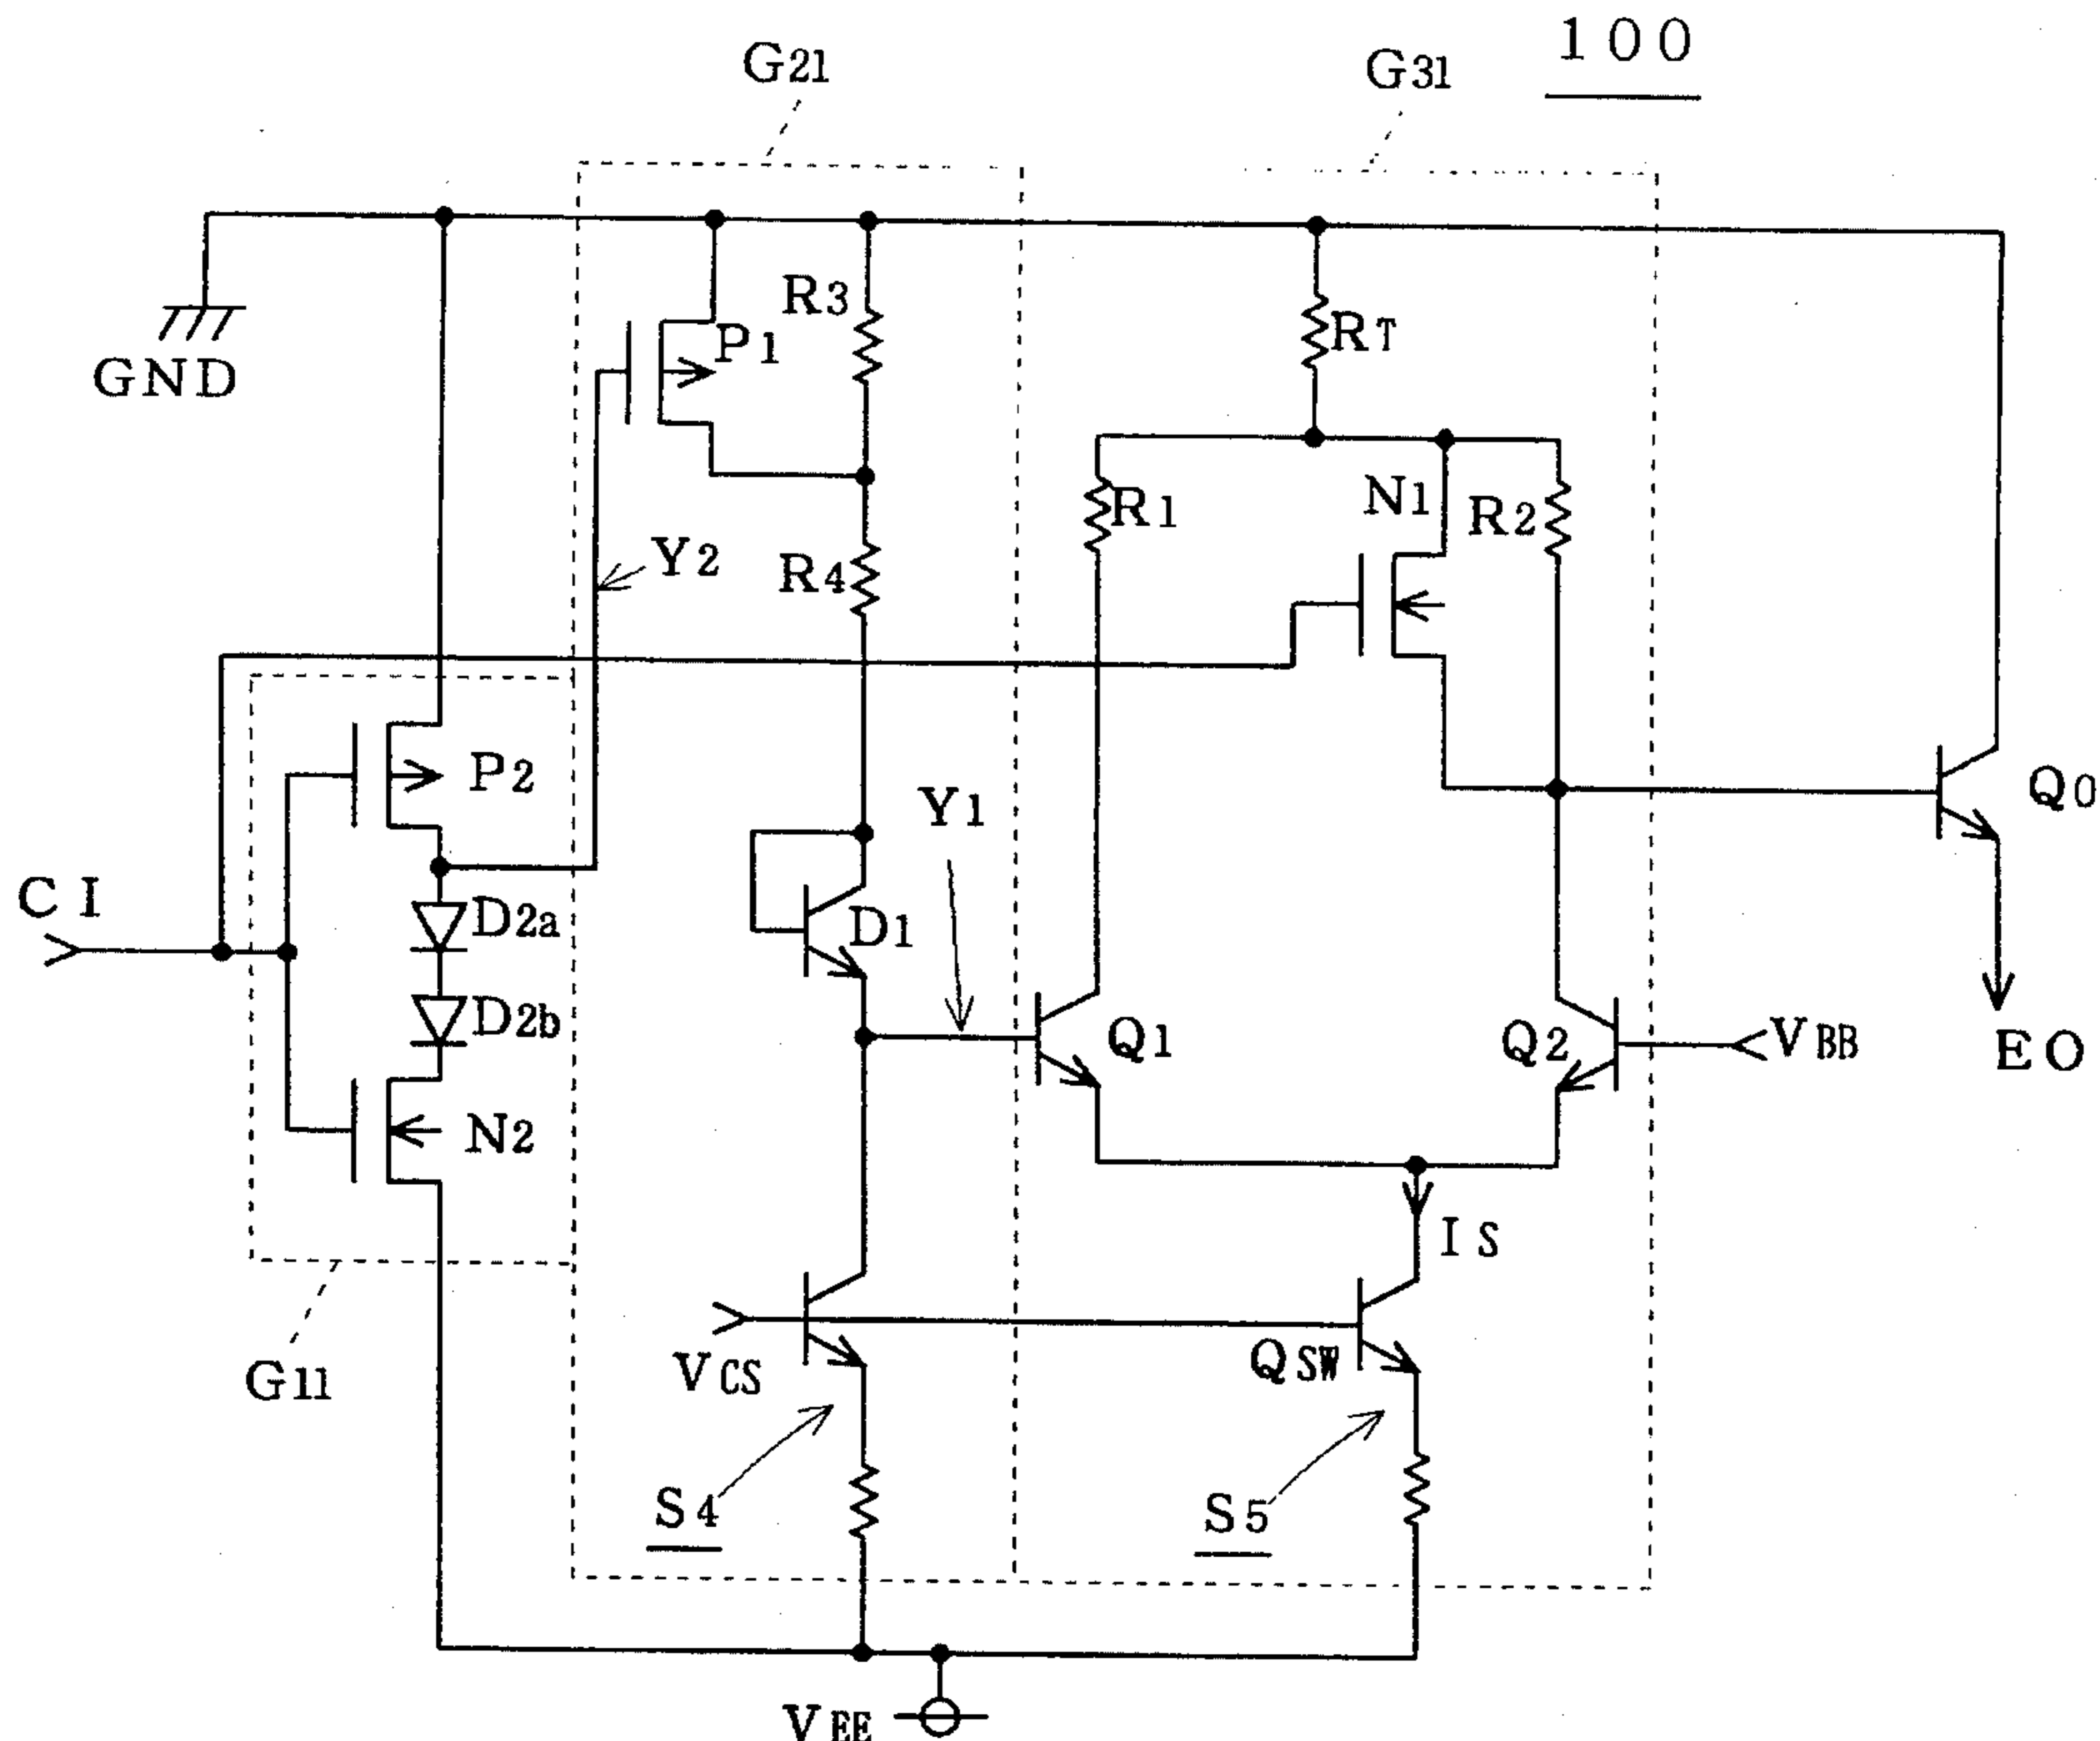 100
G21
G31
R3
P1
RT
GND
R1
N1
R2
Y2
R4
P2
Y1
Q0
CI
D2a
D1
D2b
Q1
Q2
VBB
EO
N2
IS
VCS
QSW
G11
S4
S5
VEE